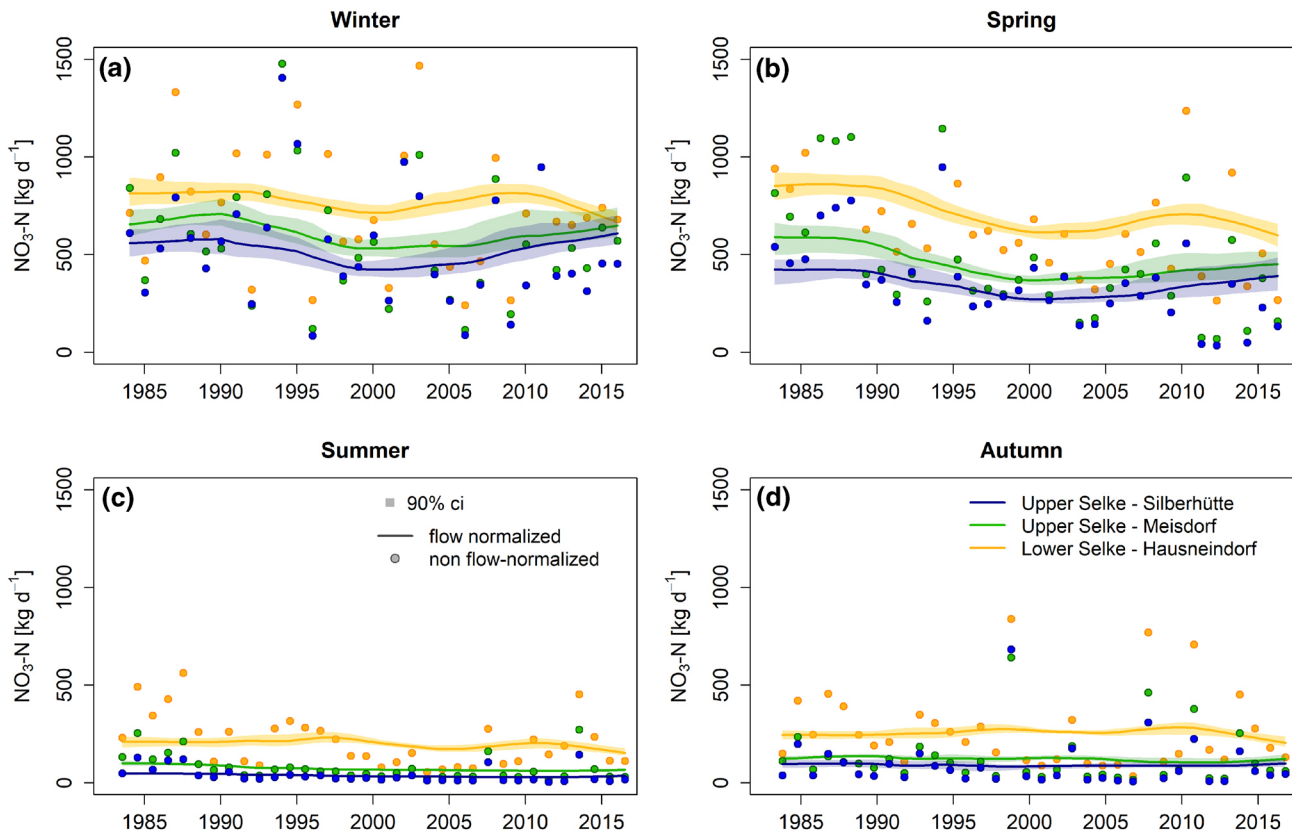 Winter
(a)
NO₃-N [kg d⁻¹]
1500
1000
500
0
1985 1990 1995 2000 2005 2010 2015
Spring
(b)
NO₃-N [kg d⁻¹]
1500
1000
500
0
1985 1990 1995 2000 2005 2010 2015
Summer
(c)
90% ci
flow normalized
non flow-normalized
NO₃-N [kg d⁻¹]
1500
1000
500
0
1985 1990 1995 2000 2005 2010 2015
Autumn
(d)
Upper Selke - Silberhütte
Upper Selke - Meisdorf
Lower Selke - Hausneindorf
NO₃-N [kg d⁻¹]
1500
1000
500
0
1985 1990 1995 2000 2005 2010 2015